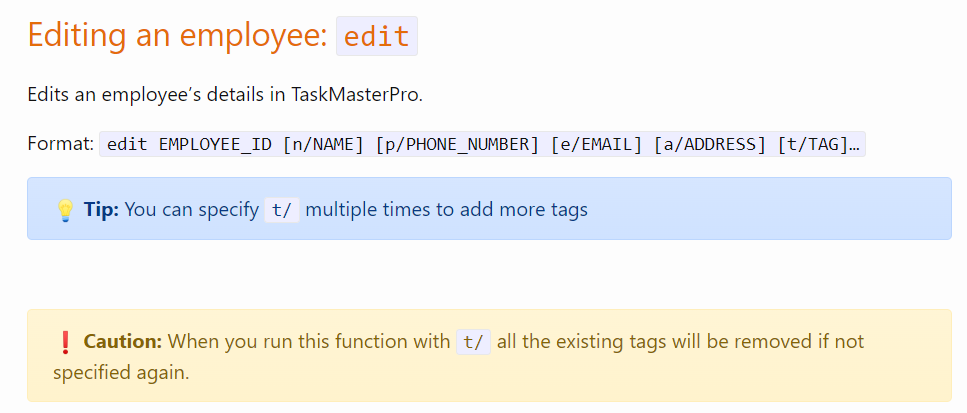 Editing an employee: edit
Edits an employee’s details in TaskMasterPro.
Format: edit EMPLOYEE_ID [n/NAME] [p/PHONE_NUMBER] [e/EMAIL] [a/ADDRESS] [t/TAG]…
💡 Tip: You can specify t/ multiple times to add more tags
❗ Caution: When you run this function with t/ all the existing tags will be removed if not
specified again.